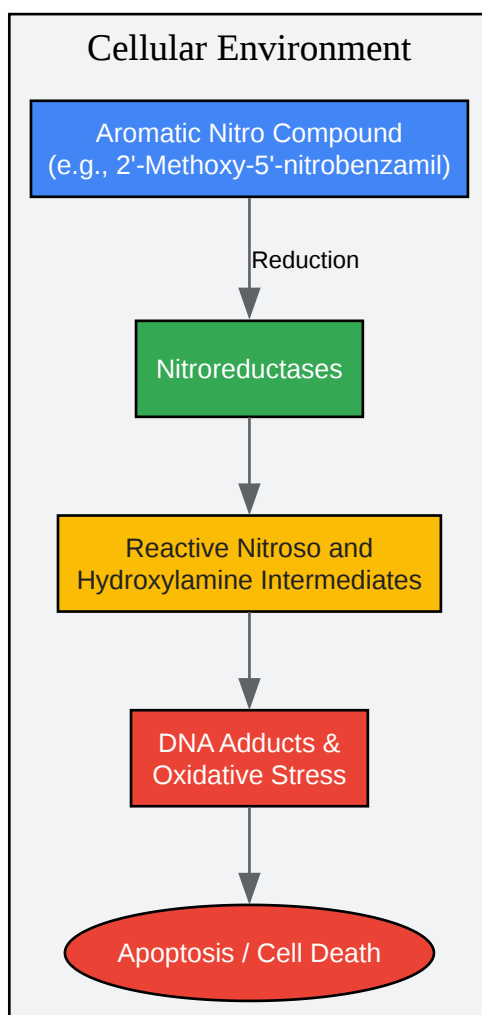 Cellular Environment
Aromatic Nitro Compound
(e.g., 2'-Methoxy-5'-nitrobenzamil)
Reduction
Nitroreductases
Reactive Nitroso and
Hydroxylamine Intermediates
DNA Adducts &
Oxidative Stress
Apoptosis / Cell Death